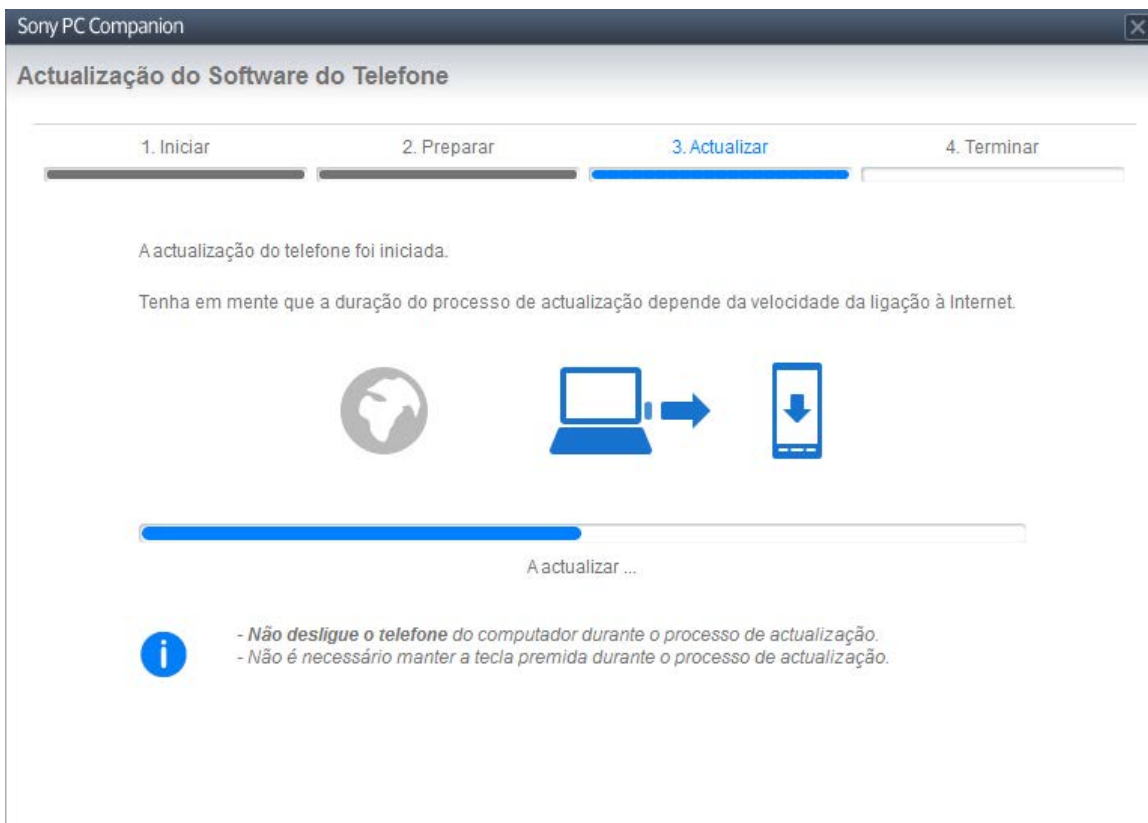 Sony PC Companion
Actualização do Software do Telefone
1. Iniciar
2. Preparar
3. Actualizar
4. Terminar
A actualização do telefone foi iniciada.
Tenha em mente que a duração do processo de actualização depende da velocidade da ligação à Internet.
A actualizar ...
- Não desligue o telefone do computador durante o processo de actualização.
- Não é necessário manter a tecla premida durante o processo de actualização.